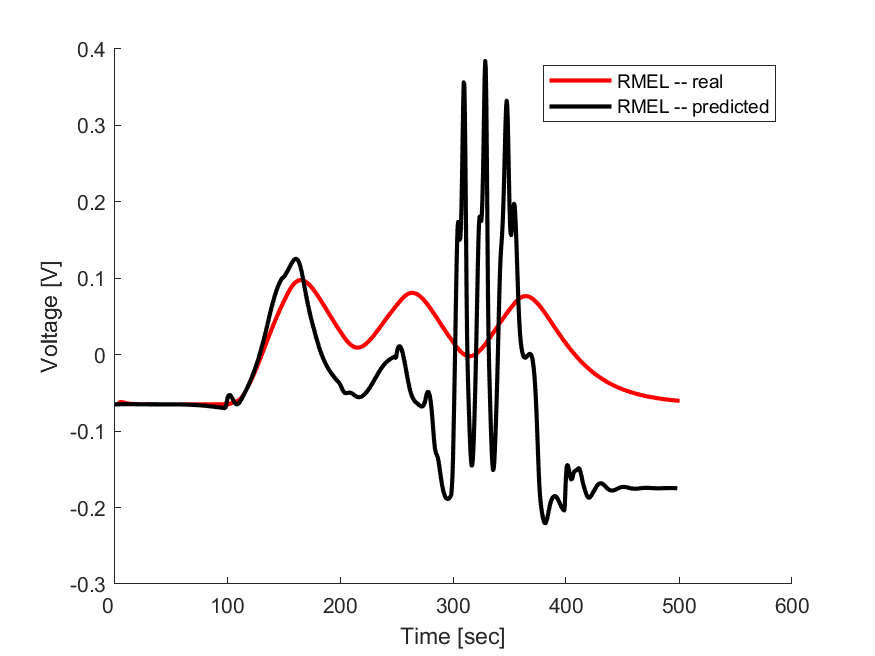 0.4
0.3
0.2
0.1
0
-0.1
-0.2
-0.3
Voltage [V]
RMEL -- real
RMEL -- predicted
0 100 200 300 400 500 600
Time [sec]